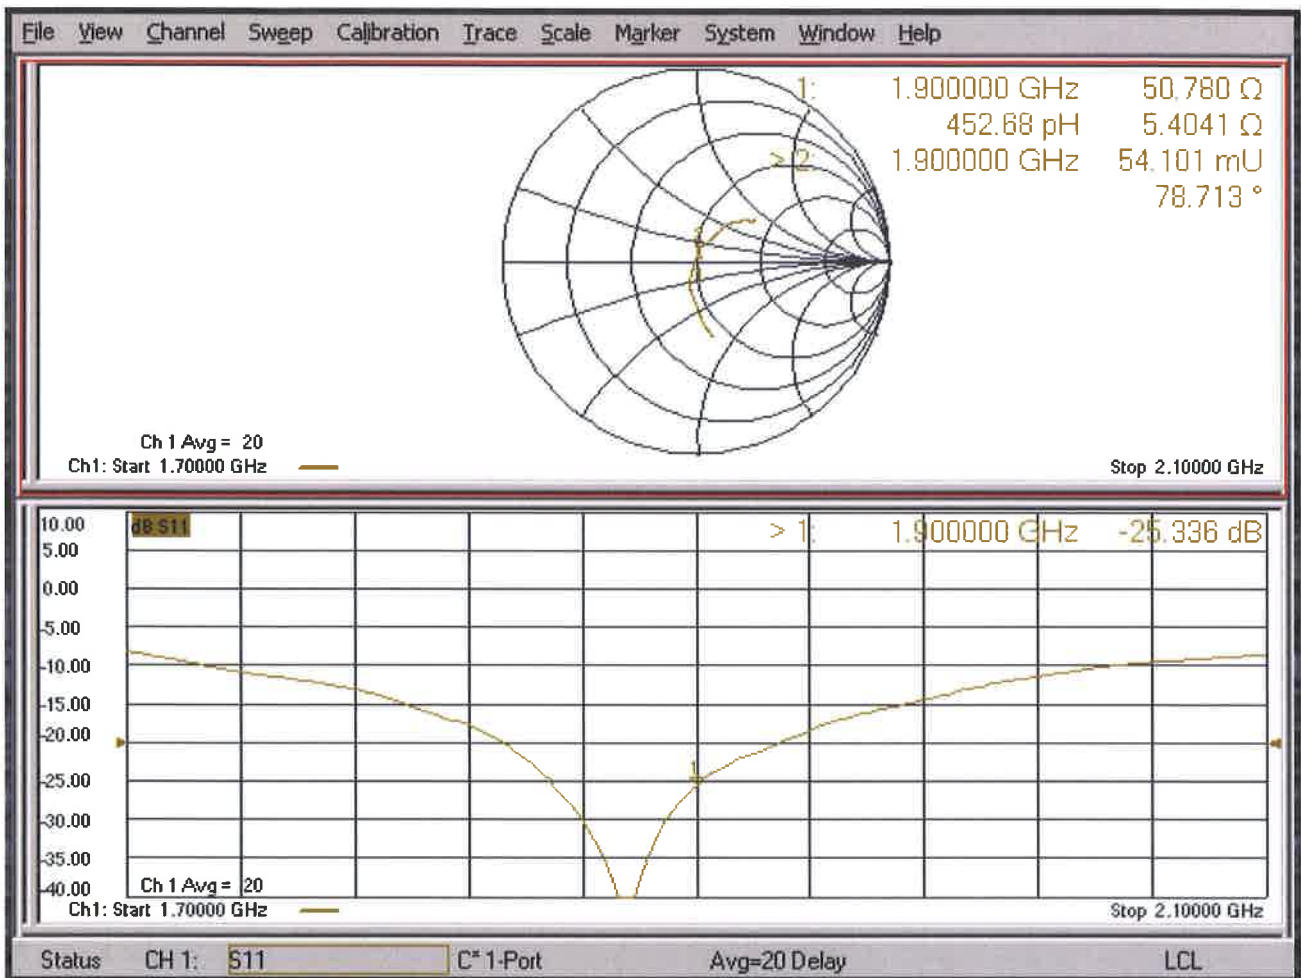 File View Channel Sweep Calibration Trace Scale Marker System Window Help
1: 1.900000 GHz 50.780 Ω
452.68 pH 5.4041 Ω
> 2: 1.900000 GHz 54.101 mU
78.713 °
Ch 1 Avg = 20
Ch1: Start 1.70000 GHz
Stop 2.10000 GHz
10.00
dB S11
> 1: 1.900000 GHz -25.336 dB
5.00
0.00
-5.00
-10.00
-15.00
-20.00
-25.00
1
-30.00
-35.00
-40.00
Ch 1 Avg = 20
Ch1: Start 1.70000 GHz
Stop 2.10000 GHz
Status CH 1: S11 C* 1-Port Avg=20 Delay LCL